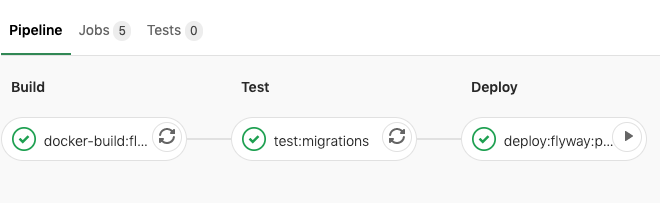 Pipeline Jobs 5 Tests 0
Build Test Deploy
docker-build:fl... test:migrations deploy:flyway:p...